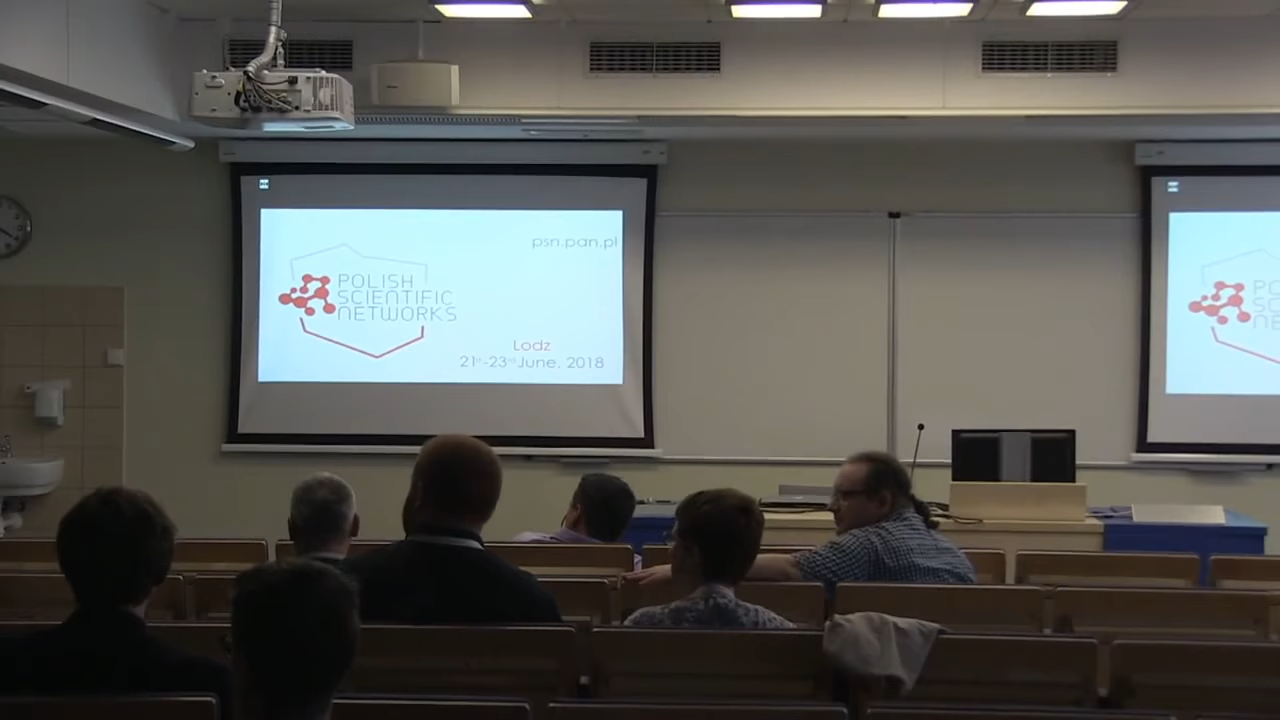 psn.pan.pl
POLISH
SCIENTIFIC
NETWORKS
Lodz
21st-23rd June, 2018